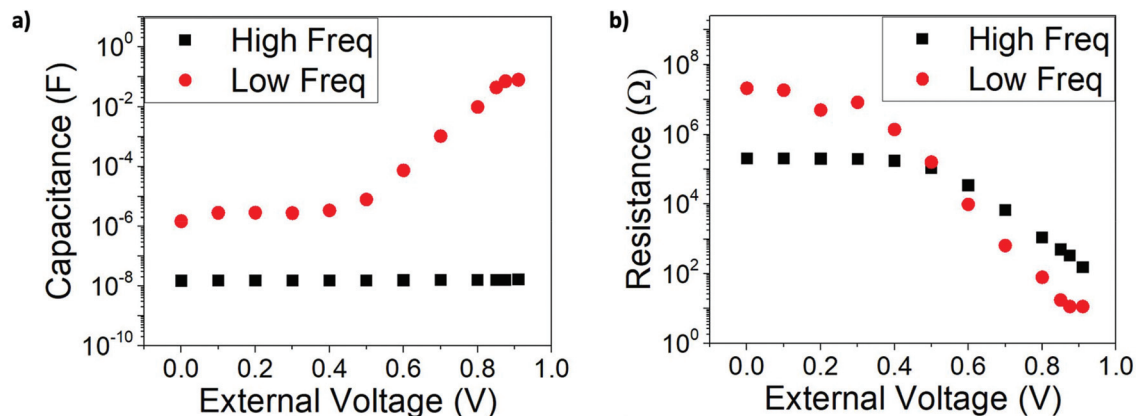 a)
High Freq
Low Freq
Capacitance (F)
10^0
10^-2
10^-4
10^-6
10^-8
10^-10
0.0 0.2 0.4 0.6 0.8 1.0
External Voltage (V)
b)
High Freq
Low Freq
Resistance (Ω)
10^8
10^6
10^4
10^2
10^0
0.0 0.2 0.4 0.6 0.8 1.0
External Voltage (V)